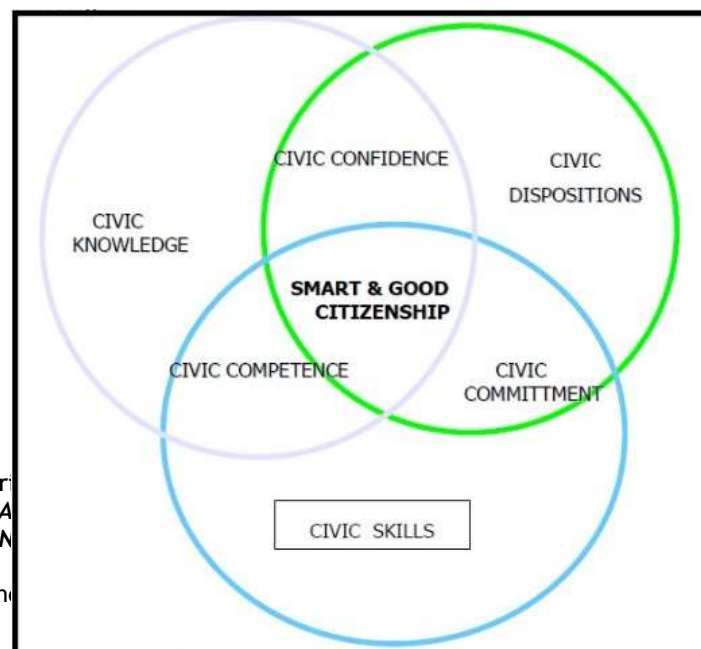 CIVIC CONFIDENCE
CIVIC
DISPOSITIONS
CIVIC
KNOWLEDGE
SMART & GOOD
CITIZENSHIP
CIVIC COMPETENCE
CIVIC
COMMITTMENT
CIVIC SKILLS